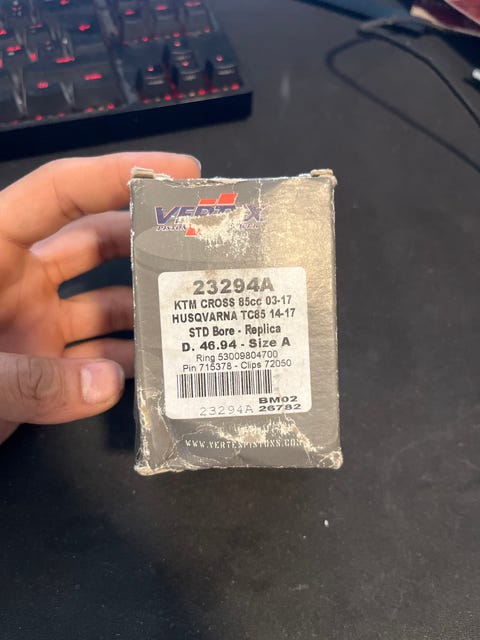 VERTEX
23294A
KTM CROSS 85cc 03-17
HUSQVARNA TC85 14-17
STD Bore - Replica
D. 46.94 - Size A
Ring 53009804700
Pin 715378 - Clips 72050
BM02
23294A 26782
WWW.VERTEXPISTONS.COM